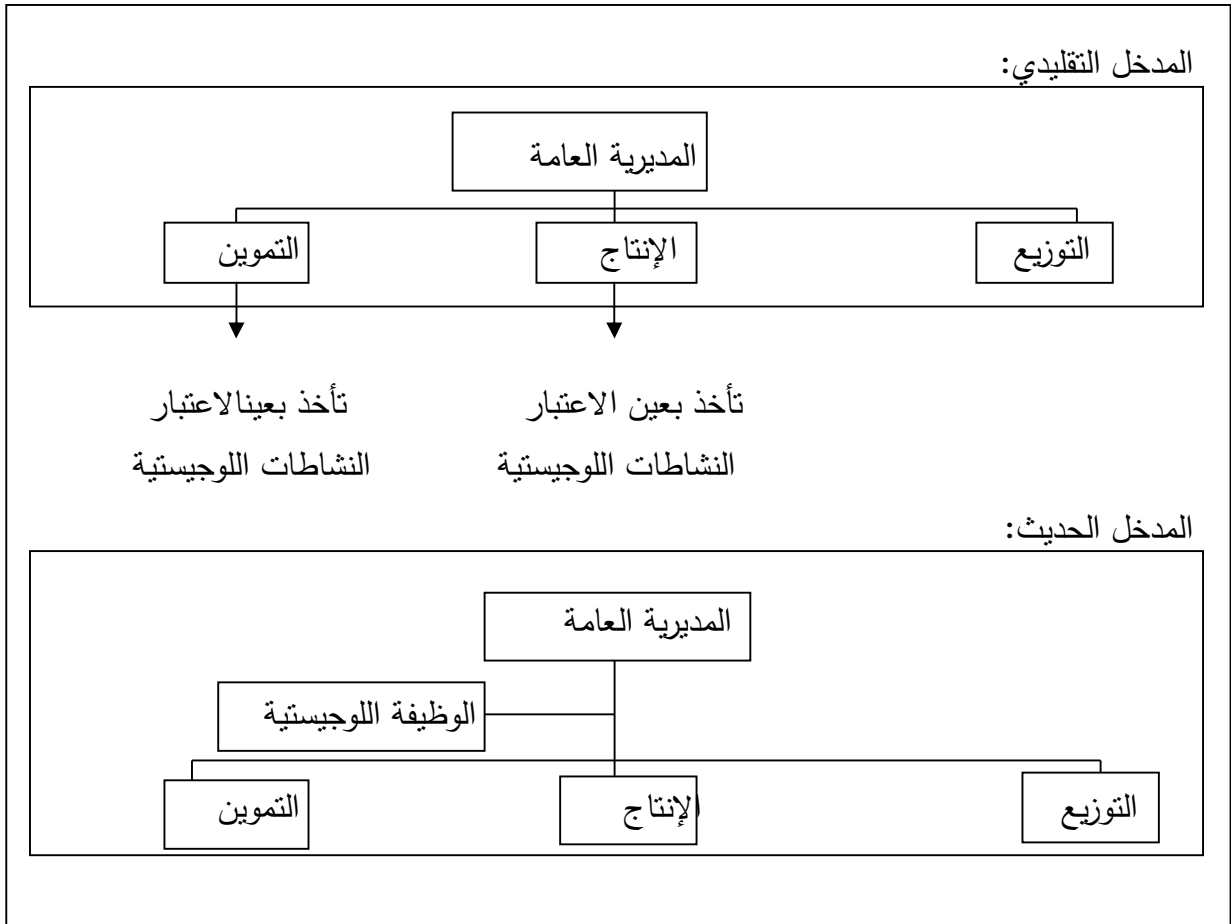 المدخل التقليدي:
المديرية العامة
التوزيع
الإنتاج
التموين
تأخذ بعين الاعتبار
النشاطات اللوجيستية
تأخذ بعينالاعتبار
النشاطات اللوجيستية
المدخل الحديث:
المديرية العامة
الوظيفة اللوجيستية
التوزيع
الإنتاج
التموين